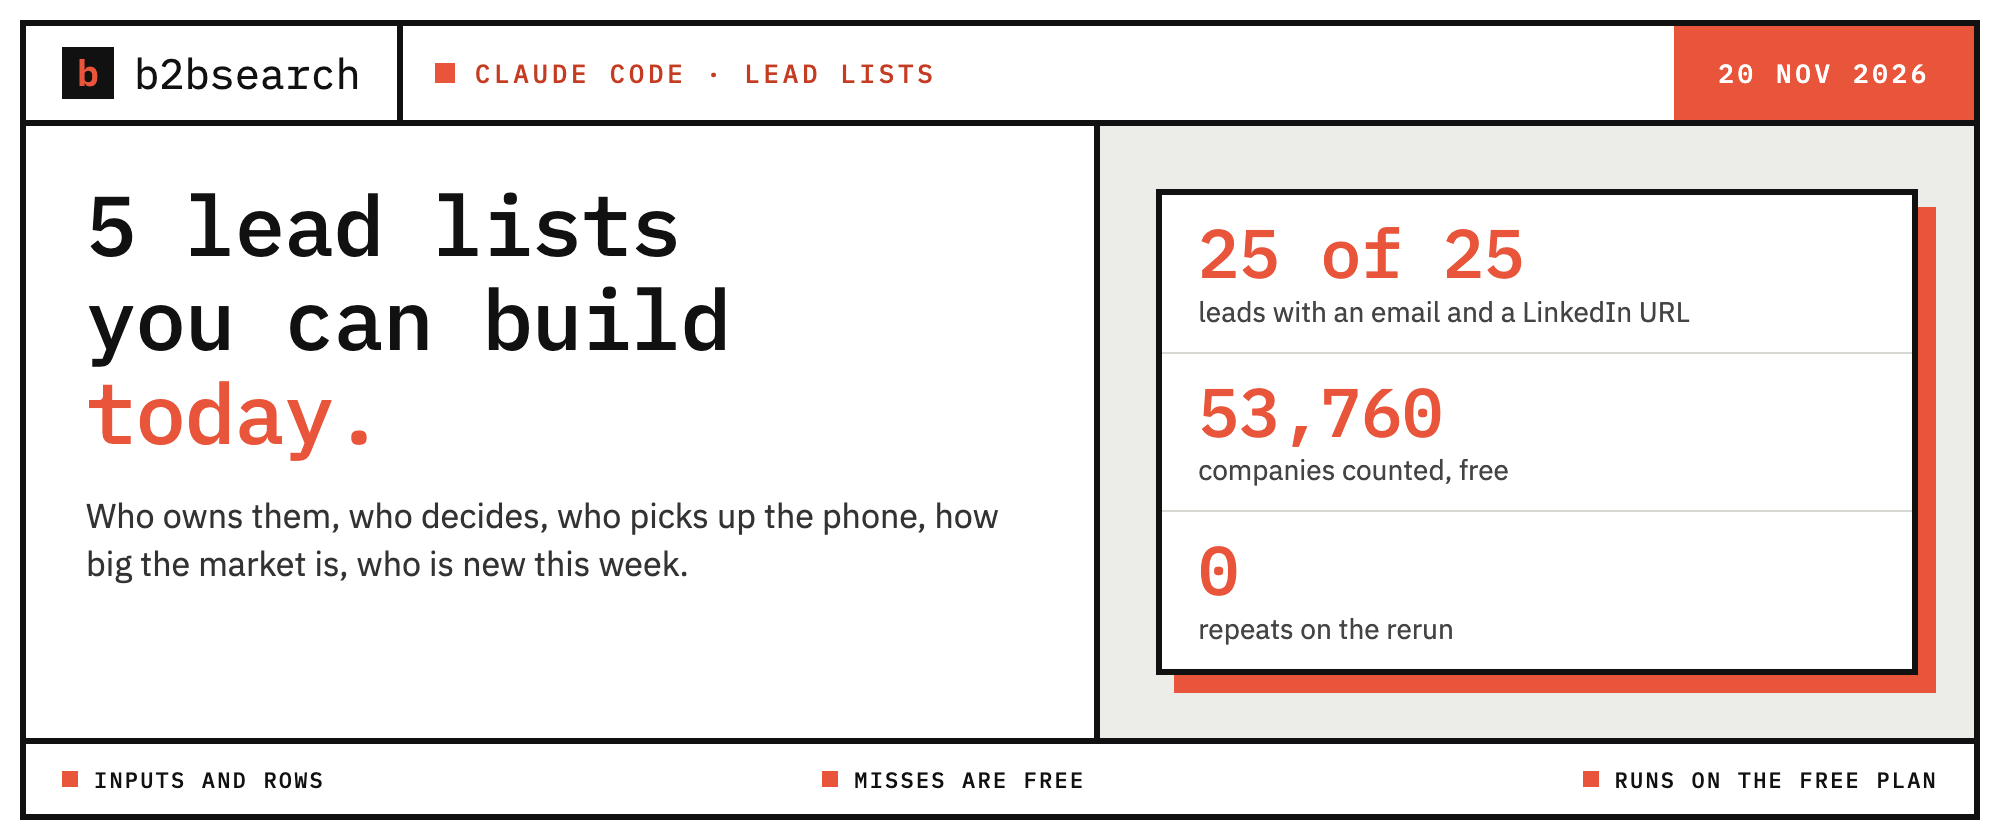 b b2bsearch
CLAUDE CODE · LEAD LISTS
20 NOV 2026
5 lead lists
you can build
today.
Who owns them, who decides, who picks up the phone, how
big the market is, who is new this week.
25 of 25
leads with an email and a LinkedIn URL
53,760
companies counted, free
0
repeats on the rerun
INPUTS AND ROWS
MISSES ARE FREE
RUNS ON THE FREE PLAN